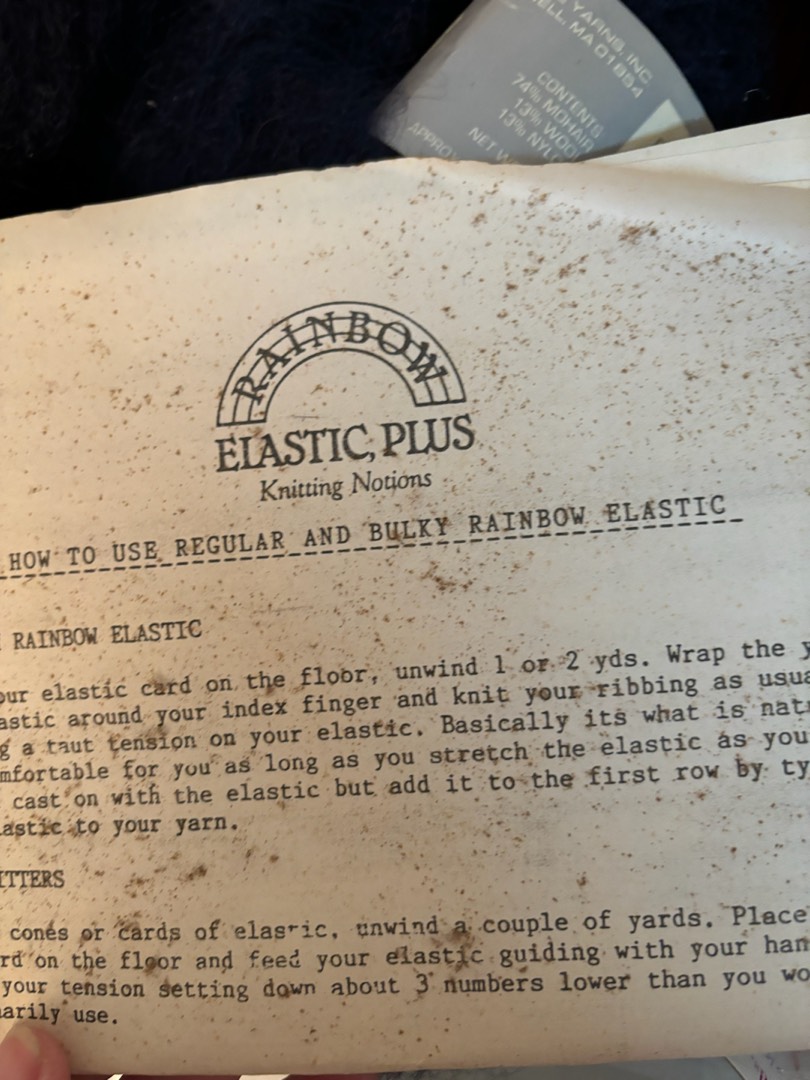 YARNS, INC
ELL, MA 01854
CONTENTS
74% MOHAIR
13% WOO
13% NYLO
APPRO
NET W
RAINBOW
ELASTIC, PLUS
Knitting Notions
HOW TO USE REGULAR AND BULKY RAINBOW ELASTIC
RAINBOW ELASTIC
our elastic card on the floor, unwind 1 or 2 yds. Wrap the y
astic around your index finger and knit your ribbing as usua
g a taut tension on your elastic. Basically its what is natu
mfortable for you as long as you stretch the elastic as you
cast on with the elastic but add it to the first row by ty
astic to your yarn.
ITTERS
cones or cards of elastic, unwind a couple of yards. Place
rd on the floor and feed your elastic guiding with your han
your tension setting down about 3 numbers lower than you wo
arily use.